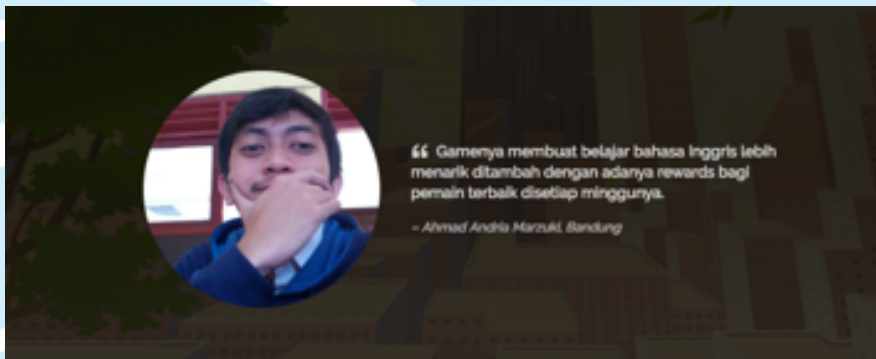 “ Gamenya membuat belajar bahasa Inggris lebih
menarik ditambah dengan adanya rewards bagi
pemain terbaik disetiap minggunya.
– Ahmad Andria Marzuki, Bandung